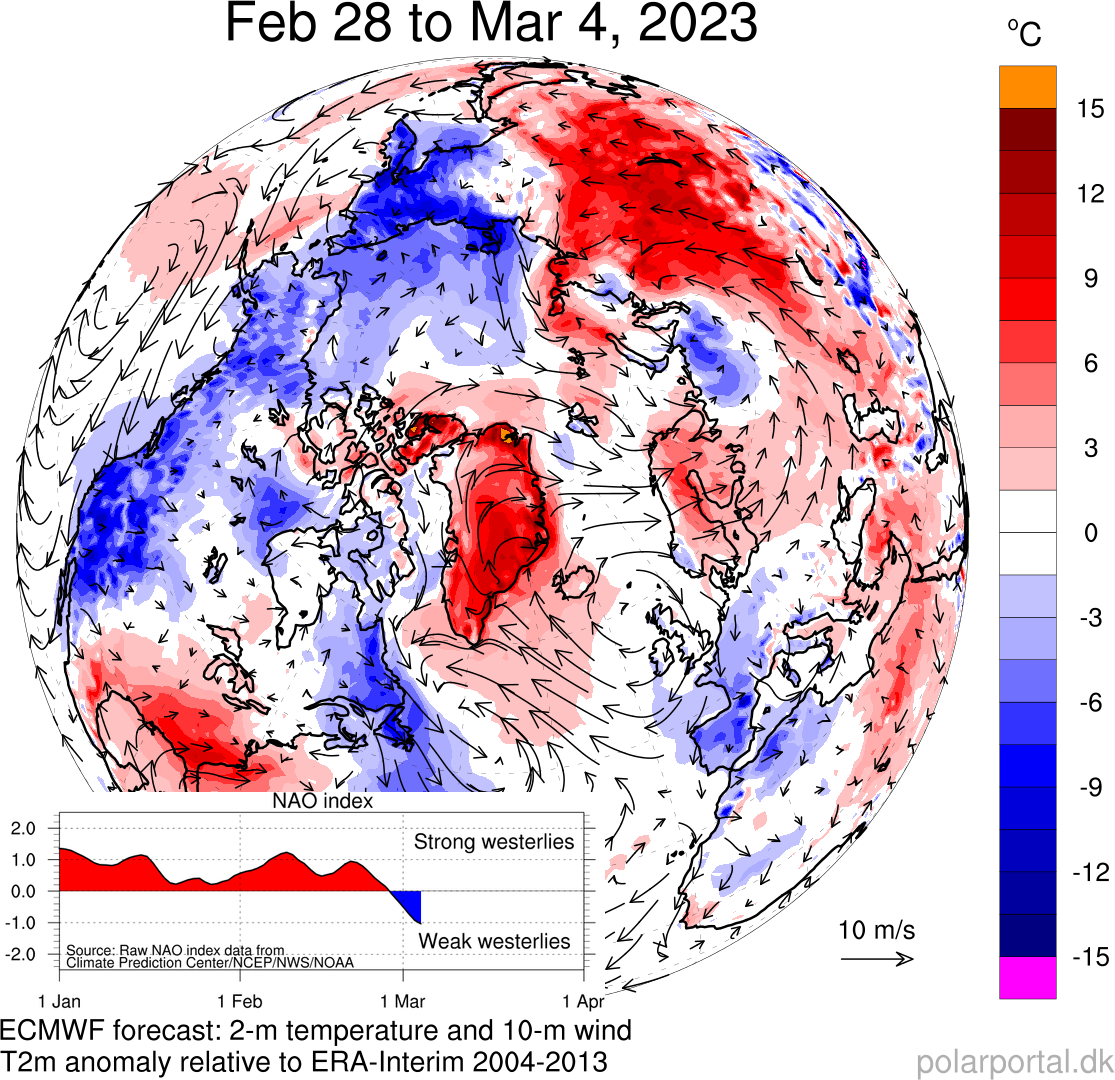 Feb 28 to Mar 4, 2023
oC
15
12
9
6
3
0
-3
-6
-9
-12
-15
10 m/s
NAO index
2.0
1.0
0.0
-1.0
-2.0
Strong westerlies
Weak westerlies
Source: Raw NAO index data from
Climate Prediction Center/NCEP/NWS/NOAA
1 Jan 1 Feb 1 Mar 1 Apr
ECMWF forecast: 2-m temperature and 10-m wind
T2m anomaly relative to ERA-Interim 2004-2013
polarportal.dk